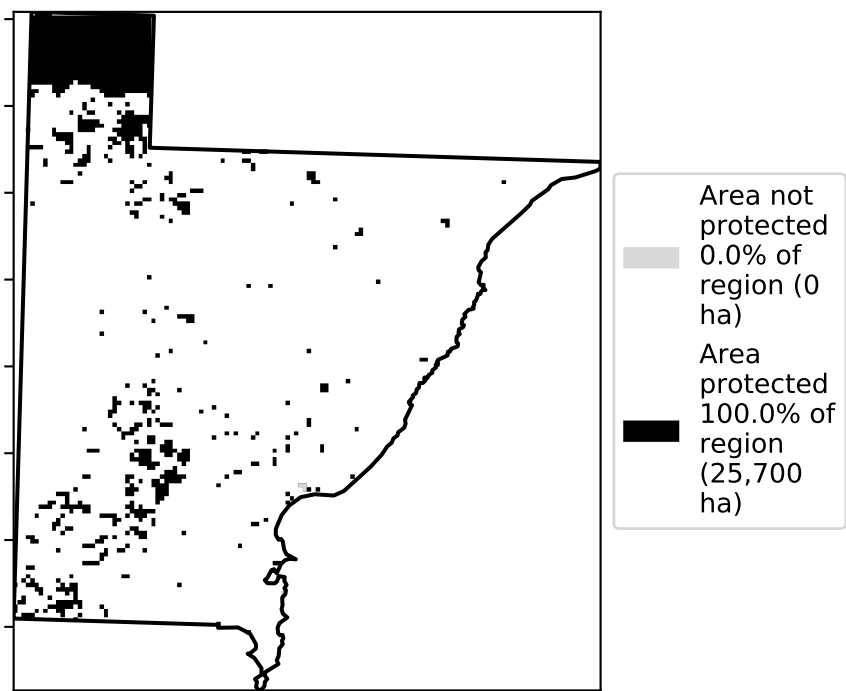 Area not
protected
0.0% of
region (0
ha)
Area
protected
100.0% of
region
(25,700
ha)